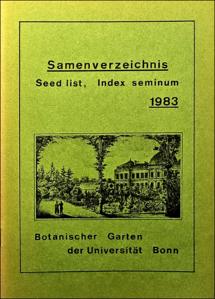 Samenverzeichnis
Seed list, Index seminum
1983
Botanischer Garten
der Universität Bonn